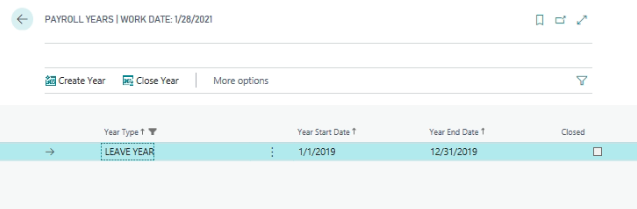 PAYROLL YEARS | WORK DATE: 1/28/2021
Create Year Close Year More options
Year Type ↑ Year Start Date ↑ Year End Date ↑ Closed
LEAVE YEAR 1/1/2019 12/31/2019